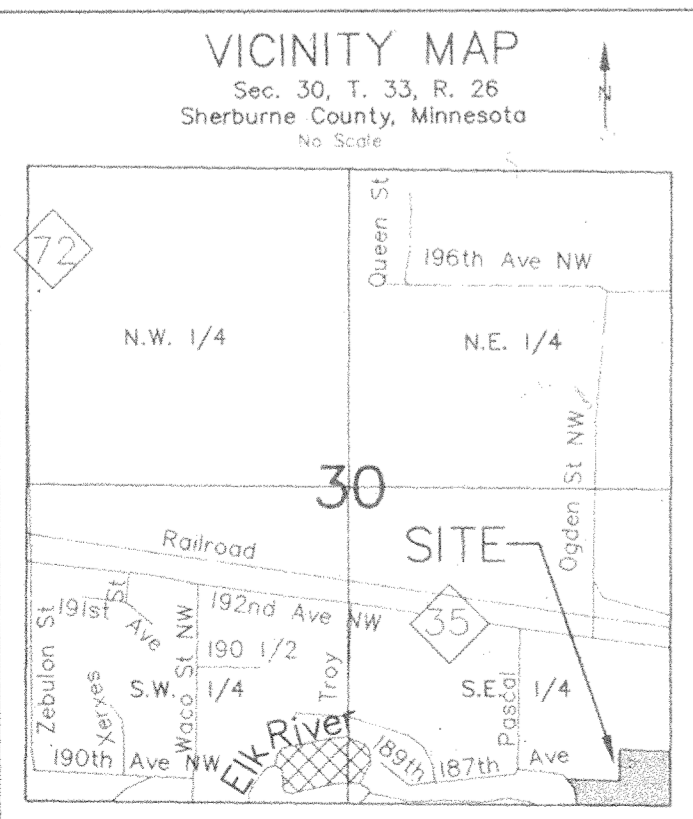 VICINITY MAP
Sec. 30, T. 33, R. 26
Sherburne County, Minnesota
No Scale
N
72
Queen St
196th Ave NW
N.W. 1/4
N.E. 1/4
Ogden St NW
30
SITE
Railroad
35
Zebulon St
191st Ave
St
Xerxes
Waco St NW
192nd Ave NW
190 1/2
Troy
S.W. 1/4
S.E. 1/4
Pascal
190th Ave NW
Elk River
189th
187th Ave